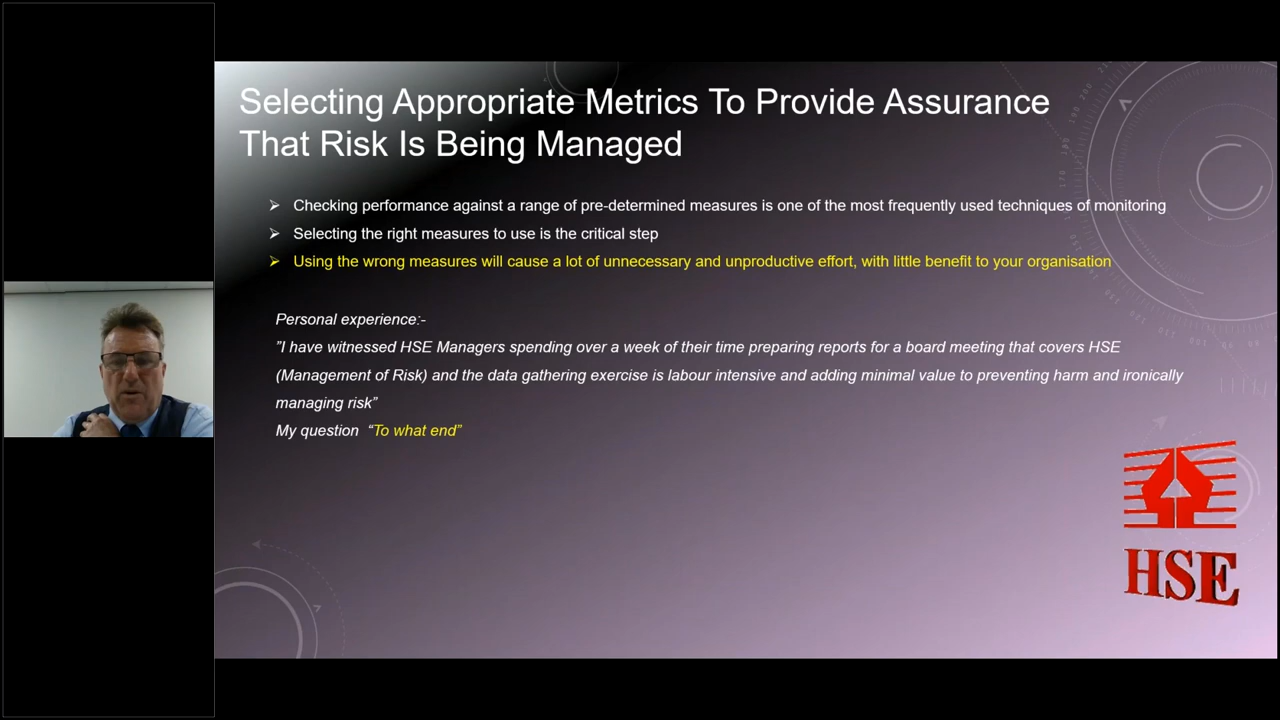 Selecting Appropriate Metrics To Provide Assurance
That Risk Is Being Managed
Checking performance against a range of pre-determined measures is one of the most frequently used techniques of monitoring
Selecting the right measures to use is the critical step
Using the wrong measures will cause a lot of unnecessary and unproductive effort, with little benefit to your organisation
Personal experience:-
"I have witnessed HSE Managers spending over a week of their time preparing reports for a board meeting that covers HSE
(Management of Risk) and the data gathering exercise is labour intensive and adding minimal value to preventing harm and ironically
managing risk"
My question “To what end”
HSE